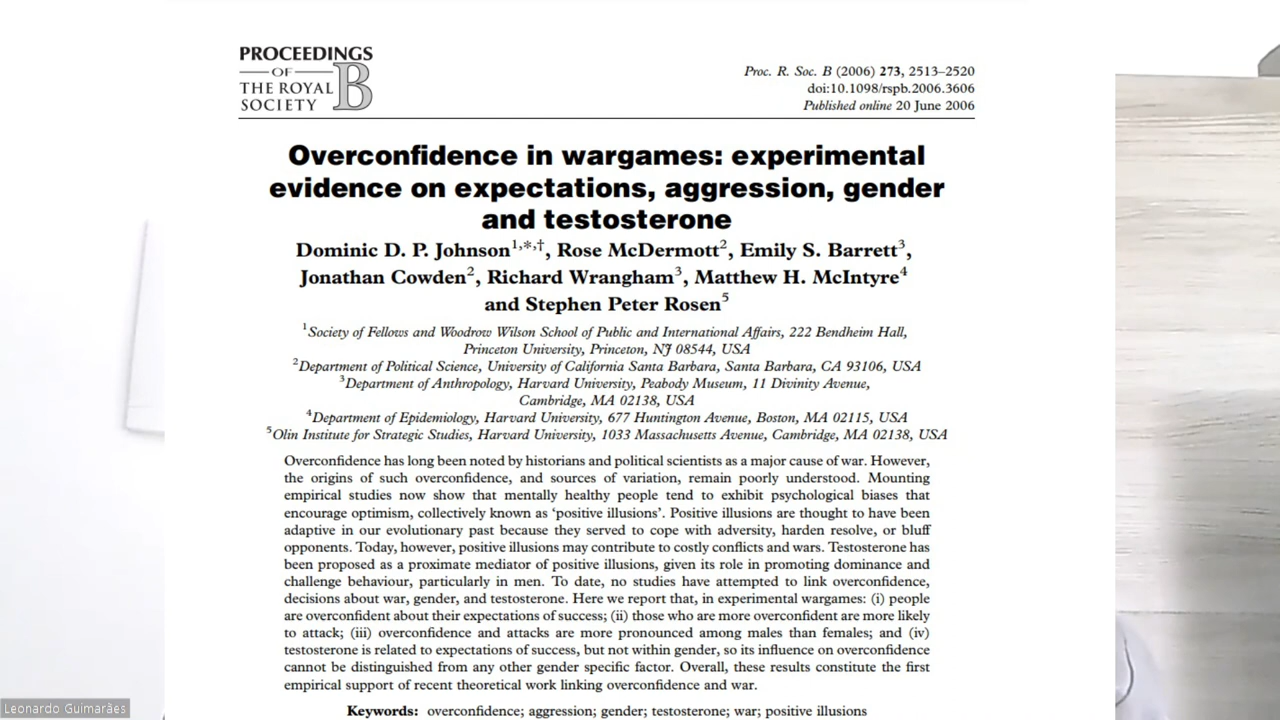 PROCEEDINGS
OF
THE ROYAL
SOCIETY
B
Proc. R. Soc. B (2006) 273, 2513–2520
doi:10.1098/rspb.2006.3606
Published online 20 June 2006
Overconfidence in wargames: experimental
evidence on expectations, aggression, gender
and testosterone
Dominic D. P. Johnson1,*,†, Rose McDermott2, Emily S. Barrett3,
Jonathan Cowden2, Richard Wrangham3, Matthew H. McIntyre4
and Stephen Peter Rosen5
1Society of Fellows and Woodrow Wilson School of Public and International Affairs, 222 Bendheim Hall,
Princeton University, Princeton, NJ 08544, USA
2Department of Political Science, University of California Santa Barbara, Santa Barbara, CA 93106, USA
3Department of Anthropology, Harvard University, Peabody Museum, 11 Divinity Avenue,
Cambridge, MA 02138, USA
4Department of Epidemiology, Harvard University, 677 Huntington Avenue, Boston, MA 02115, USA
5Olin Institute for Strategic Studies, Harvard University, 1033 Massachusetts Avenue, Cambridge, MA 02138, USA
Overconfidence has long been noted by historians and political scientists as a major cause of war. However,
the origins of such overconfidence, and sources of variation, remain poorly understood. Mounting
empirical studies now show that mentally healthy people tend to exhibit psychological biases that
encourage optimism, collectively known as ‘positive illusions’. Positive illusions are thought to have been
adaptive in our evolutionary past because they served to cope with adversity, harden resolve, or bluff
opponents. Today, however, positive illusions may contribute to costly conflicts and wars. Testosterone has
been proposed as a proximate mediator of positive illusions, given its role in promoting dominance and
challenge behaviour, particularly in men. To date, no studies have attempted to link overconfidence,
decisions about war, gender, and testosterone. Here we report that, in experimental wargames: (i) people
are overconfident about their expectations of success; (ii) those who are more overconfident are more likely
to attack; (iii) overconfidence and attacks are more pronounced among males than females; and (iv)
testosterone is related to expectations of success, but not within gender, so its influence on overconfidence
cannot be distinguished from any other gender specific factor. Overall, these results constitute the first
empirical support of recent theoretical work linking overconfidence and war.
Keywords: overconfidence; aggression; gender; testosterone; war; positive illusions
Leonardo Guimarães